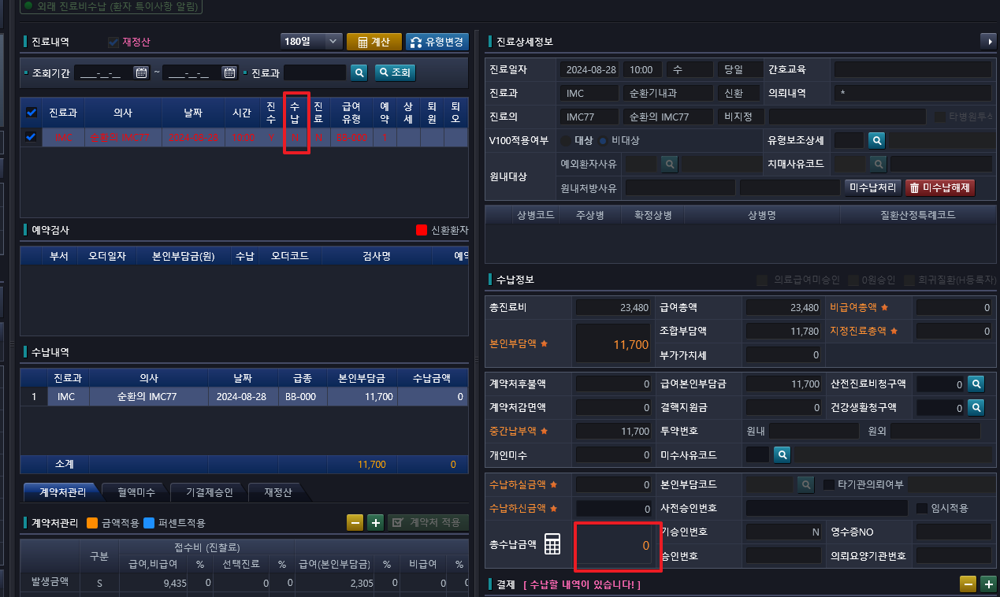 외래 진료비수납 (환자 특이사항 알림)
진료내역 재정산 180일 계산 유형변경
조회기간 ____-__-__ ~ ____-__-__ 진료과 조회
진료과 의사 날짜 시간 진수 수납 진료 급여유형 예약 상세 퇴원 퇴오
IMC 순환의 IMC77 2024-08-28 10:00 Y N N BB-000
예약검사 신환환자
부서 오더일자 본인부담금(원) 수납 오더코드 검사명
수납내역
진료과 의사 날짜 급종 본인부담금 수납금액
1 IMC 순환의 IMC77 2024-08-28 BB-000 11,700 0
소계 11,700 0
계약처관리 혈액미수 기결제승인 재정산
계약처관리 금액적용 퍼센트적용 계약처 적용
구분 접수비 (진찰료)
급여,비급여 % 선택진료 % 급여(본인부담금) % 비급여 %
발생금액 S 9,435 0 0 0 2,305 0 0
진료상세정보
진료일자 2024-08-28 10:00 수 당일 간호교육
진료과 IMC 순환기내과 신환 의뢰내역 *
진료의 IMC77 순환의 IMC77 비지정
V100적용여부 대상 비대상 유형보조상세
원내대상 예외환자사유 치매사유코드
원내처방사유 미수납처리 미수납해제
상병코드 주상병 확정상병 상병명 질환산정특례코드
수납정보 의료급여미승인 0원승인 희귀질환(H등록자)
총진료비 23,480 급여총액 23,480 비급여총액 ★ 0
본인부담액 ★ 11,700 조합부담액 11,780 지정진료총액 ★ 0
부가가치세 0
계약처후불액 0 급여본인부담금 11,700 산전진료비청구액 0
계약처감면액 0 결핵지원금 0 건강생활청구액 0
중간납부액 ★ 11,700 투약번호 원내 원외
개인미수 0 미수사유코드
수납하실금액 ★ 0 본인부담코드 타기관의뢰여부
수납하신금액 ★ 0 사전승인번호 임시적용
총수납금액 0 기승인번호 N 영수증NO
승인번호 의뢰요양기관번호
결제 [ 수납할 내역이 있습니다! ]